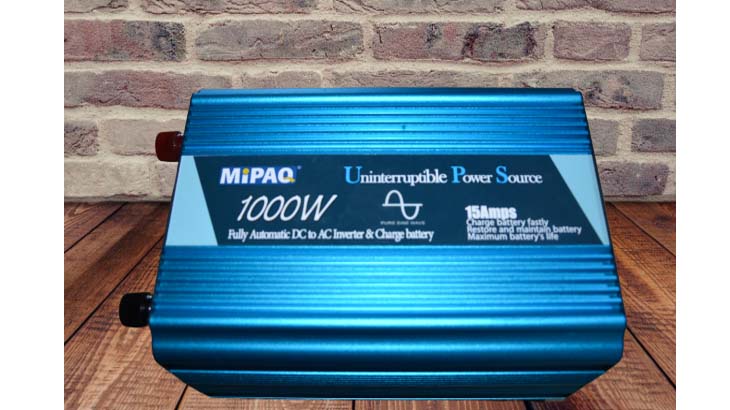 MiPAQ
Uninterruptible Power Source
1000W
PURE SINE WAVE
15Amps
Charge battery fastly
Restore and maintain battery
Maximum battery's life
Fully Automatic DC to AC Inverter & Charge battery